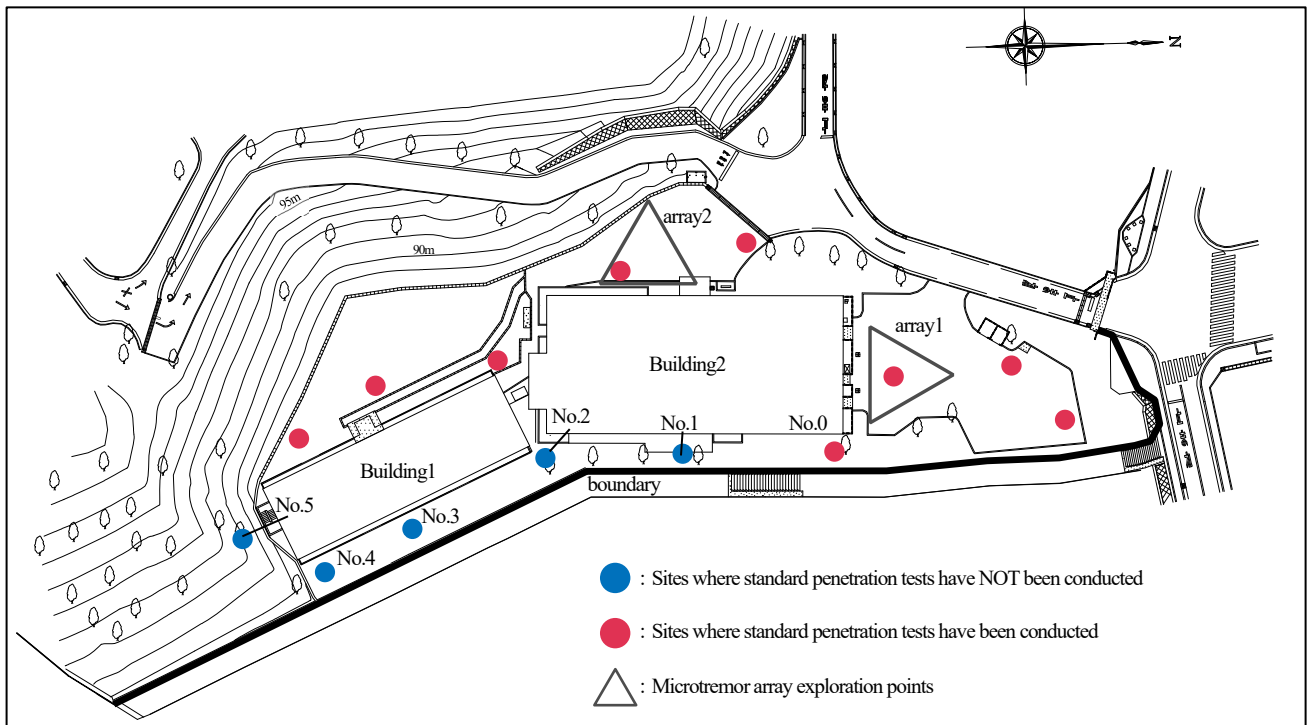 N
95m
90m
array2
array1
Building2
No.2
No.1
No.0
Building1
boundary
No.5
No.3
No.4
: Sites where standard penetration tests have NOT been conducted
: Sites where standard penetration tests have been conducted
: Microtremor array exploration points